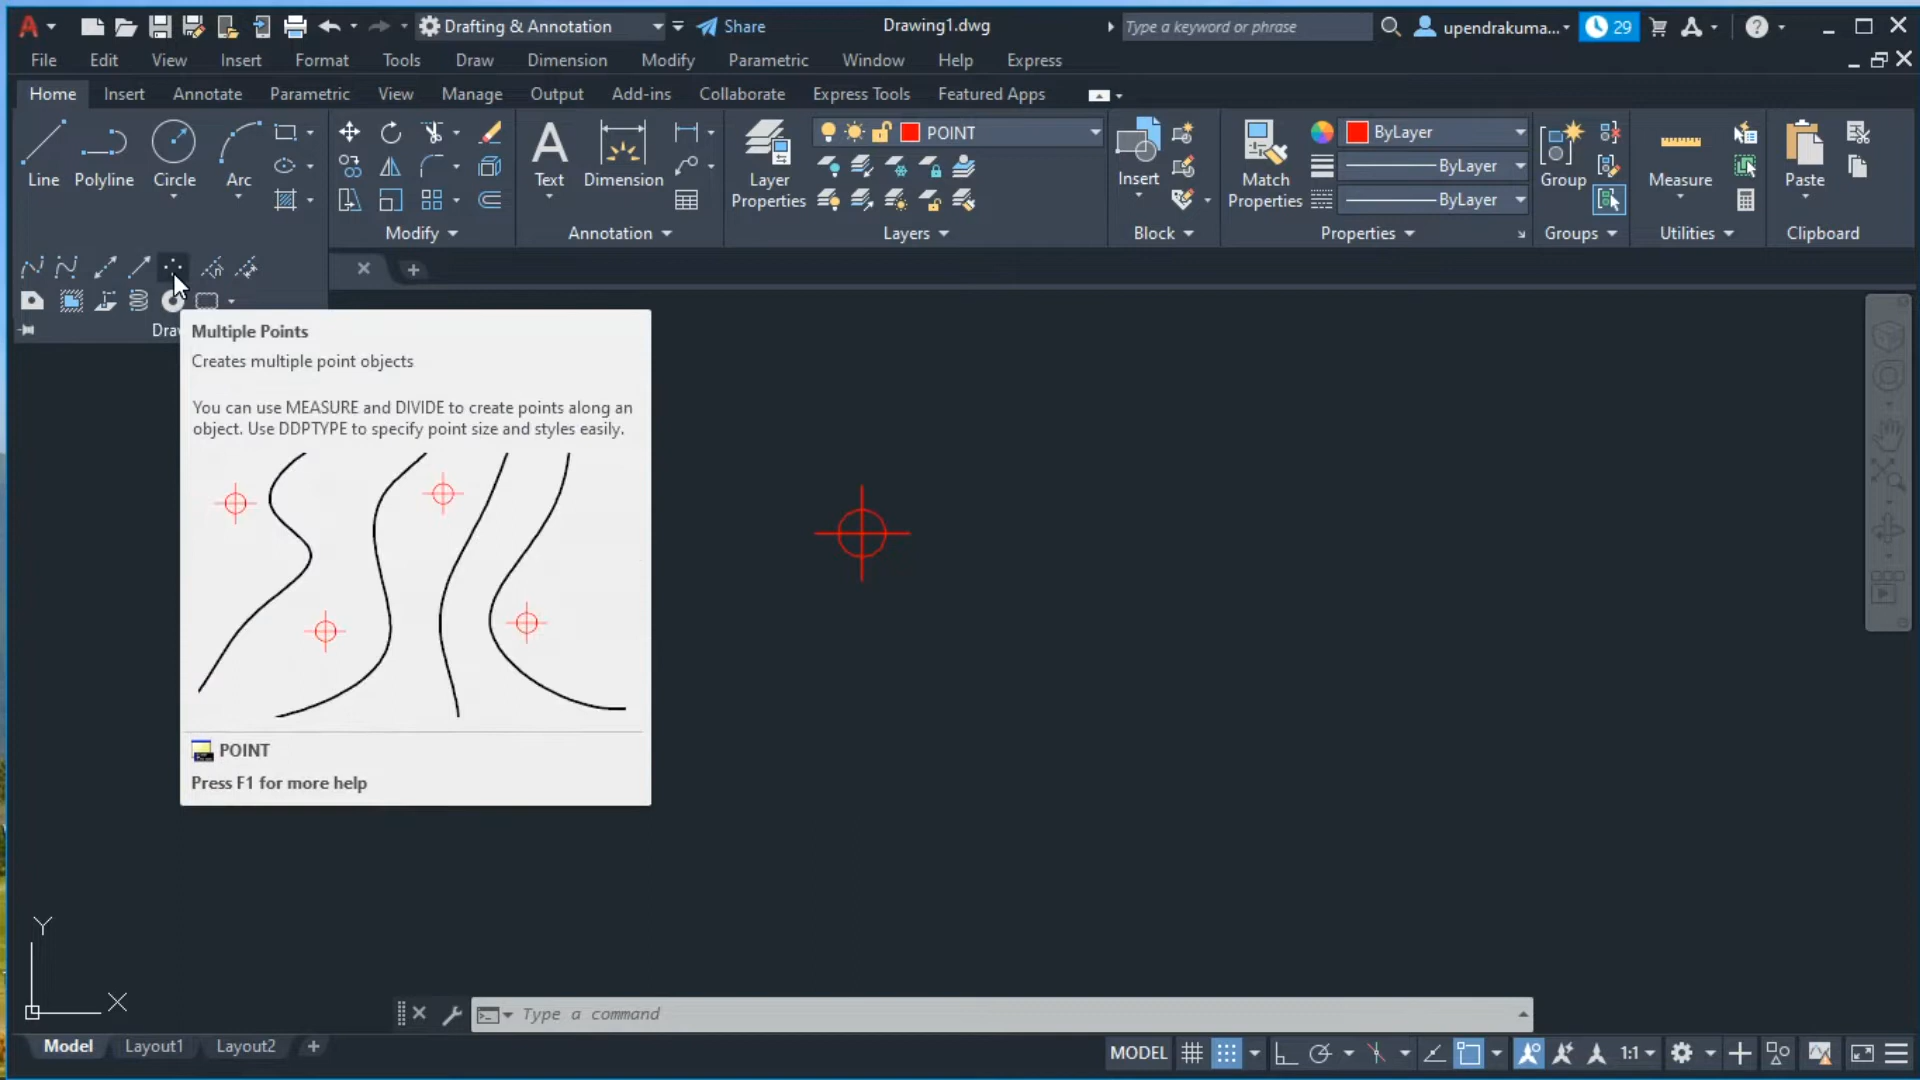 Drafting & Annotation
Share
Drawing1.dwg
Type a keyword or phrase
upendrakuma...
29
File Edit View Insert Format Tools Draw Dimension Modify Parametric Window Help Express
Home Insert Annotate Parametric View Manage Output Add-ins Collaborate Express Tools Featured Apps
POINT
ByLayer
ByLayer
ByLayer
Line Polyline Circle Arc
Text Dimension
Layer
Properties
Insert
Match
Properties
Group
Measure
Paste
Modify Annotation Layers Block Properties Groups Utilities Clipboard
Multiple Points
Creates multiple point objects
You can use MEASURE and DIVIDE to create points along an
object. Use DDPTYPE to specify point size and styles easily.
POINT
Press F1 for more help
Y
X
Type a command
Model Layout1 Layout2
MODEL
1:1